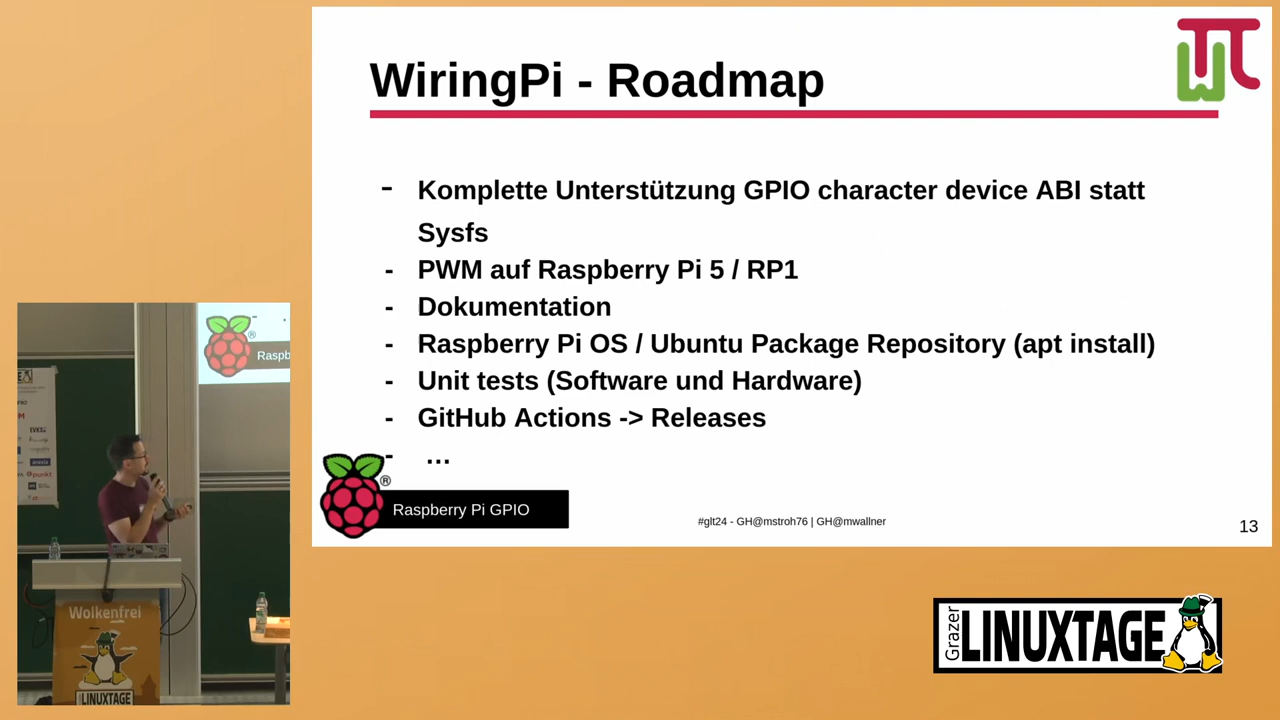 WiringPi - Roadmap
- Komplette Unterstützung GPIO character device ABI statt
Sysfs
- PWM auf Raspberry Pi 5 / RP1
- Dokumentation
- Raspberry Pi OS / Ubuntu Package Repository (apt install)
- Unit tests (Software und Hardware)
- GitHub Actions -> Releases
- …
®
Raspberry Pi GPIO
#glt24 - GH@mstroh76 | GH@mwallner
13
®
Raspb
Wolkenfrei
LINUXTAGE
Grazer
LINUXTAGE